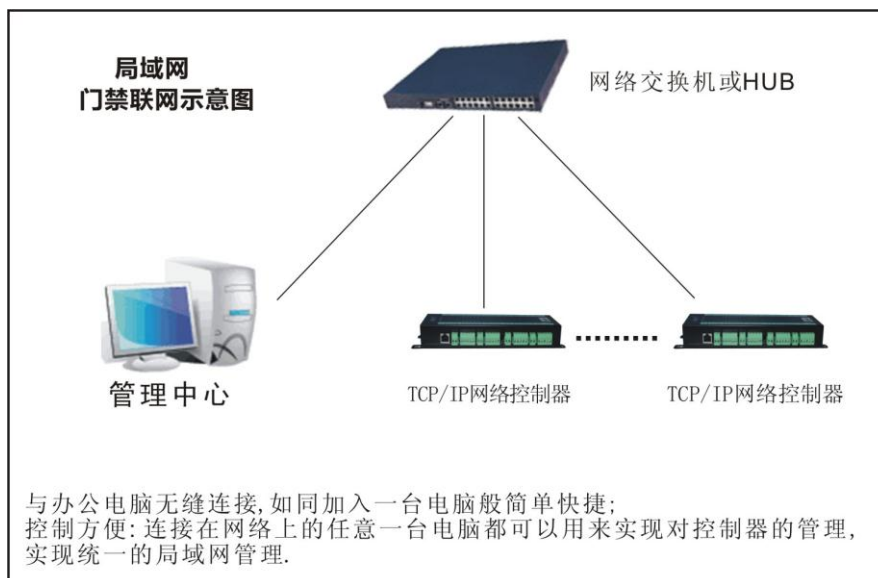 局域网
门禁联网示意图
网络交换机或HUB
管理中心
TCP/IP网络控制器
TCP/IP网络控制器
与办公电脑无缝连接,如同加入一台电脑般简单快捷;
控制方便:连接在网络上的任意一台电脑都可以用来实现对控制器的管理,
实现统一的局域网管理.